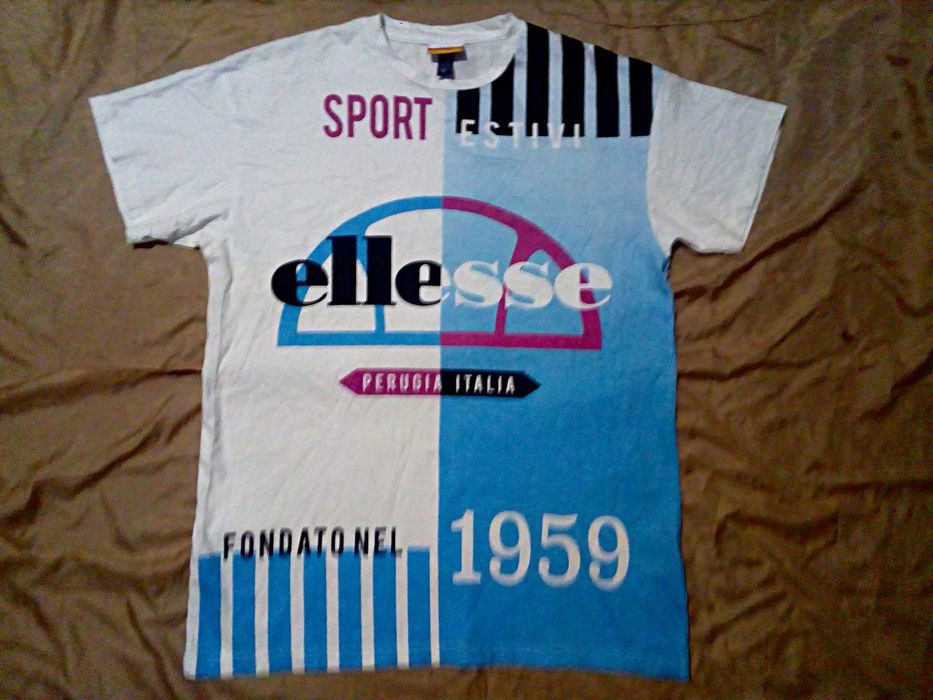 SPORT ESTIVI
ellesse
PERUGIA ITALIA
FONDATO NEL 1959